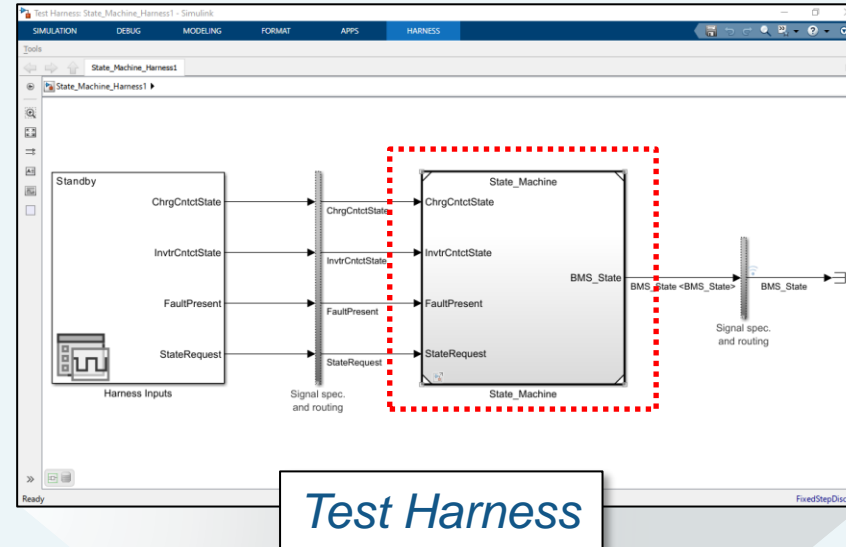 Test Harness: State_Machine_Harness1 - Simulink
SIMULATION DEBUG MODELING FORMAT APPS HARNESS
Tools
State_Machine_Harness1
State_Machine_Harness1
Standby
ChrgCntctState
InvtrCntctState
FaultPresent
StateRequest
Harness Inputs
ChrgCntctState
InvtrCntctState
FaultPresent
StateRequest
Signal spec.
and routing
State_Machine
ChrgCntctState
InvtrCntctState
FaultPresent
StateRequest
BMS_State
State_Machine
BMS_State <BMS_State>
BMS_State
Signal spec.
and routing
Ready
FixedStepDisc
Test Harness